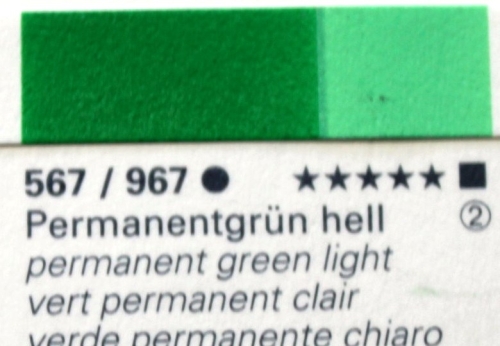 567 / 967 ● ★★★★★ ■
Permanentgrün hell ②
permanent green light
vert permanent clair
verde permanente chiaro